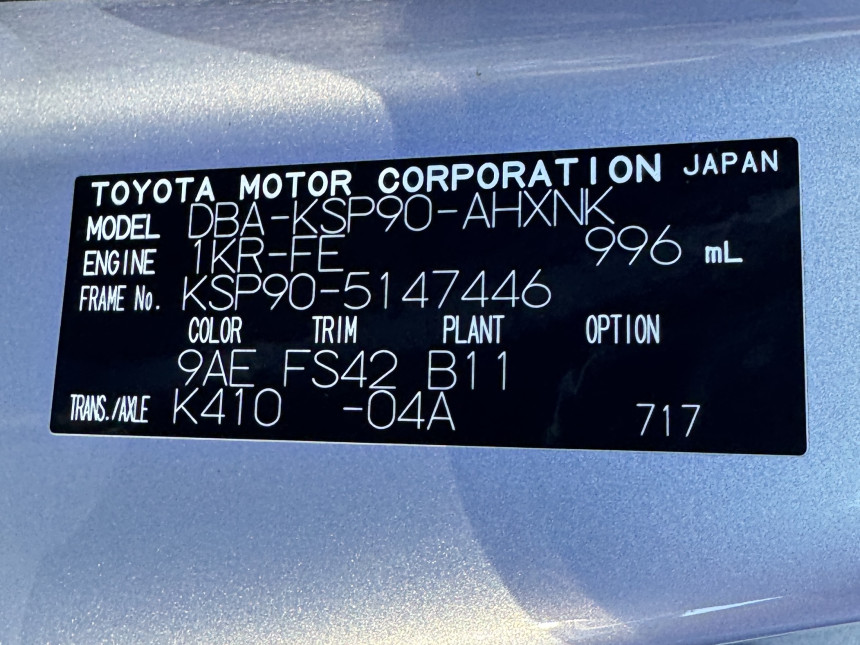 TOYOTA MOTOR CORPORATION JAPAN
MODEL DBA-KSP90-AHXNK
ENGINE 1KR-FE 996 mL
FRAME No. KSP90-5147446
COLOR TRIM PLANT OPTION
9AE FS42 B11
TRANS./AXLE K410 -04A 717